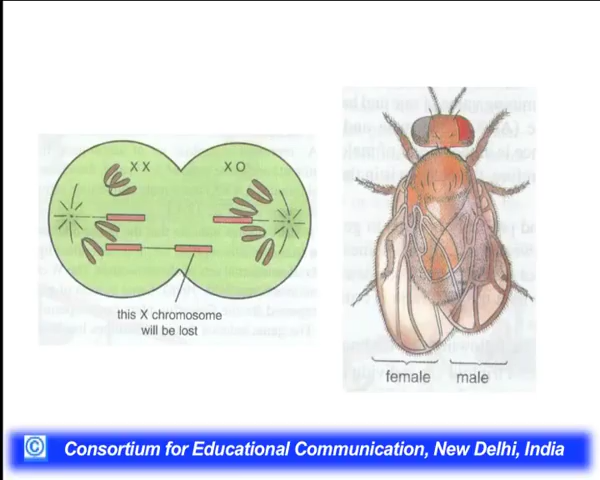 XX
XO
this X chromosome
will be lost
female male
© Consortium for Educational Communication, New Delhi, India